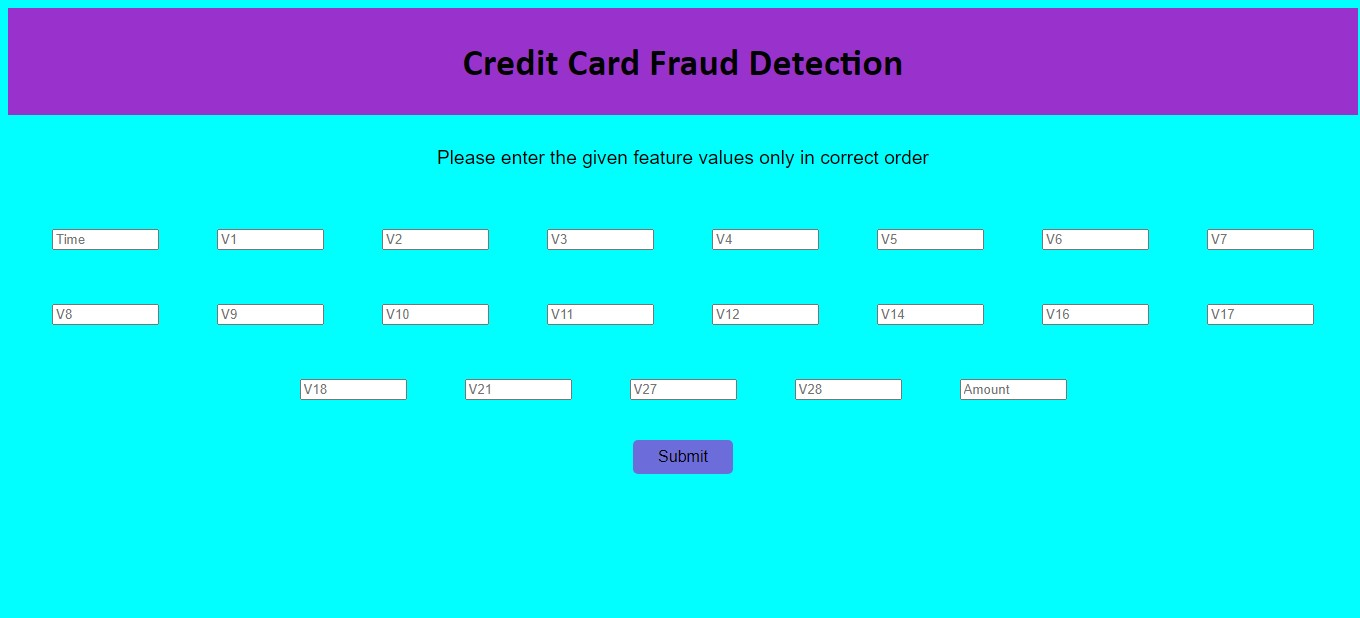 Credit Card Fraud Detection
Please enter the given feature values only in correct order
Time V1 V2 V3 V4 V5 V6 V7
V8 V9 V10 V11 V12 V14 V16 V17
V18 V21 V27 V28 Amount
Submit